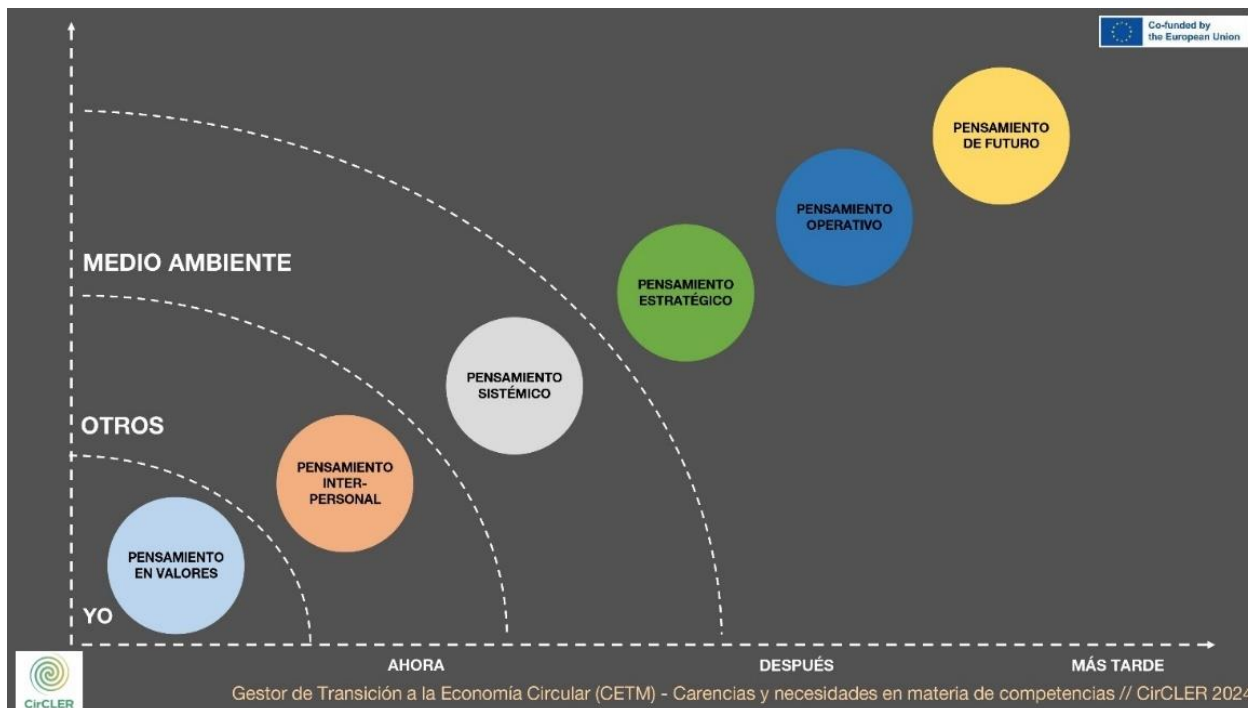 Co-funded by
the European Union
PENSAMIENTO
DE FUTURO
PENSAMIENTO
OPERATIVO
MEDIO AMBIENTE
PENSAMIENTO
ESTRATÉGICO
PENSAMIENTO
SISTÉMICO
OTROS
PENSAMIENTO
INTER-
PERSONAL
PENSAMIENTO
EN VALORES
YO
AHORA
DESPUÉS
MÁS TARDE
CirCLER
Gestor de Transición a la Economía Circular (CETM) - Carencias y necesidades en materia de competencias // CirCLER 2024